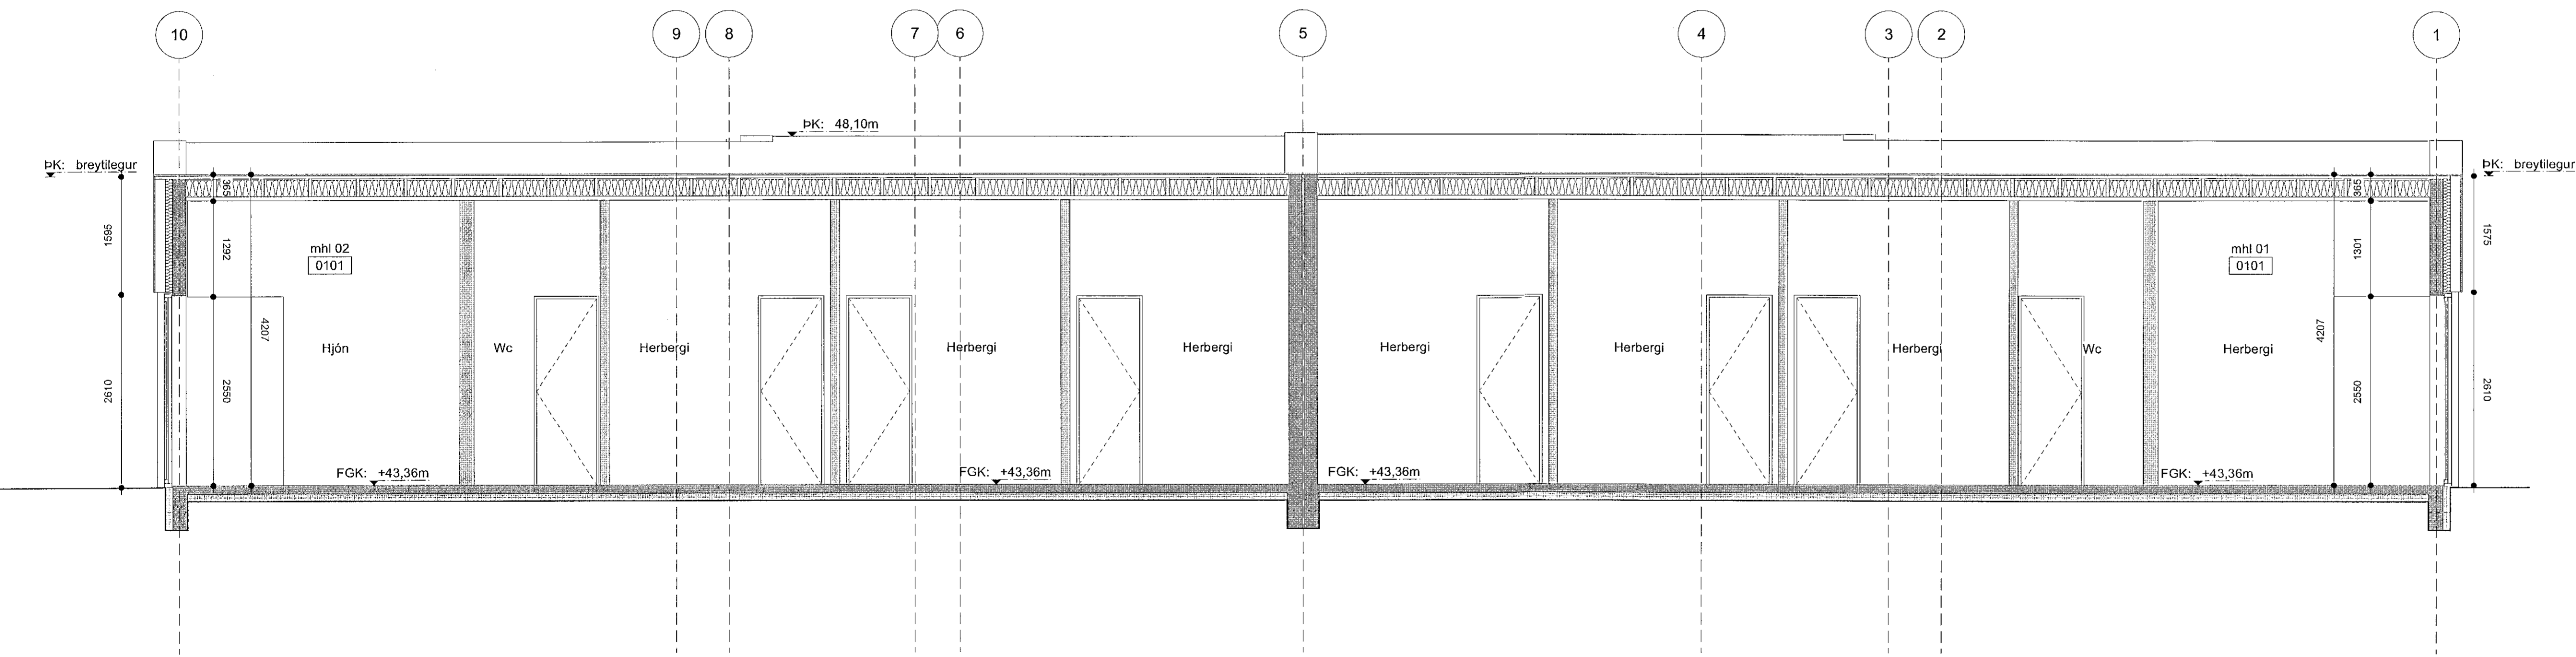 10 9 8 7 6 5 4 3 2 1
ÞK: 48,10m
ÞK: breytilegur
ÞK: breytilegur
365
365
1595
1292
mhl 02
0101
mhl 01
0101
1301
1575
4207
4207
Hjón Wc Herbergi Herbergi Herbergi Herbergi Herbergi Herbergi Wc Herbergi
2610
2550
2550
2610
FGK: +43,36m FGK: +43,36m FGK: +43,36m FGK: +43,36m